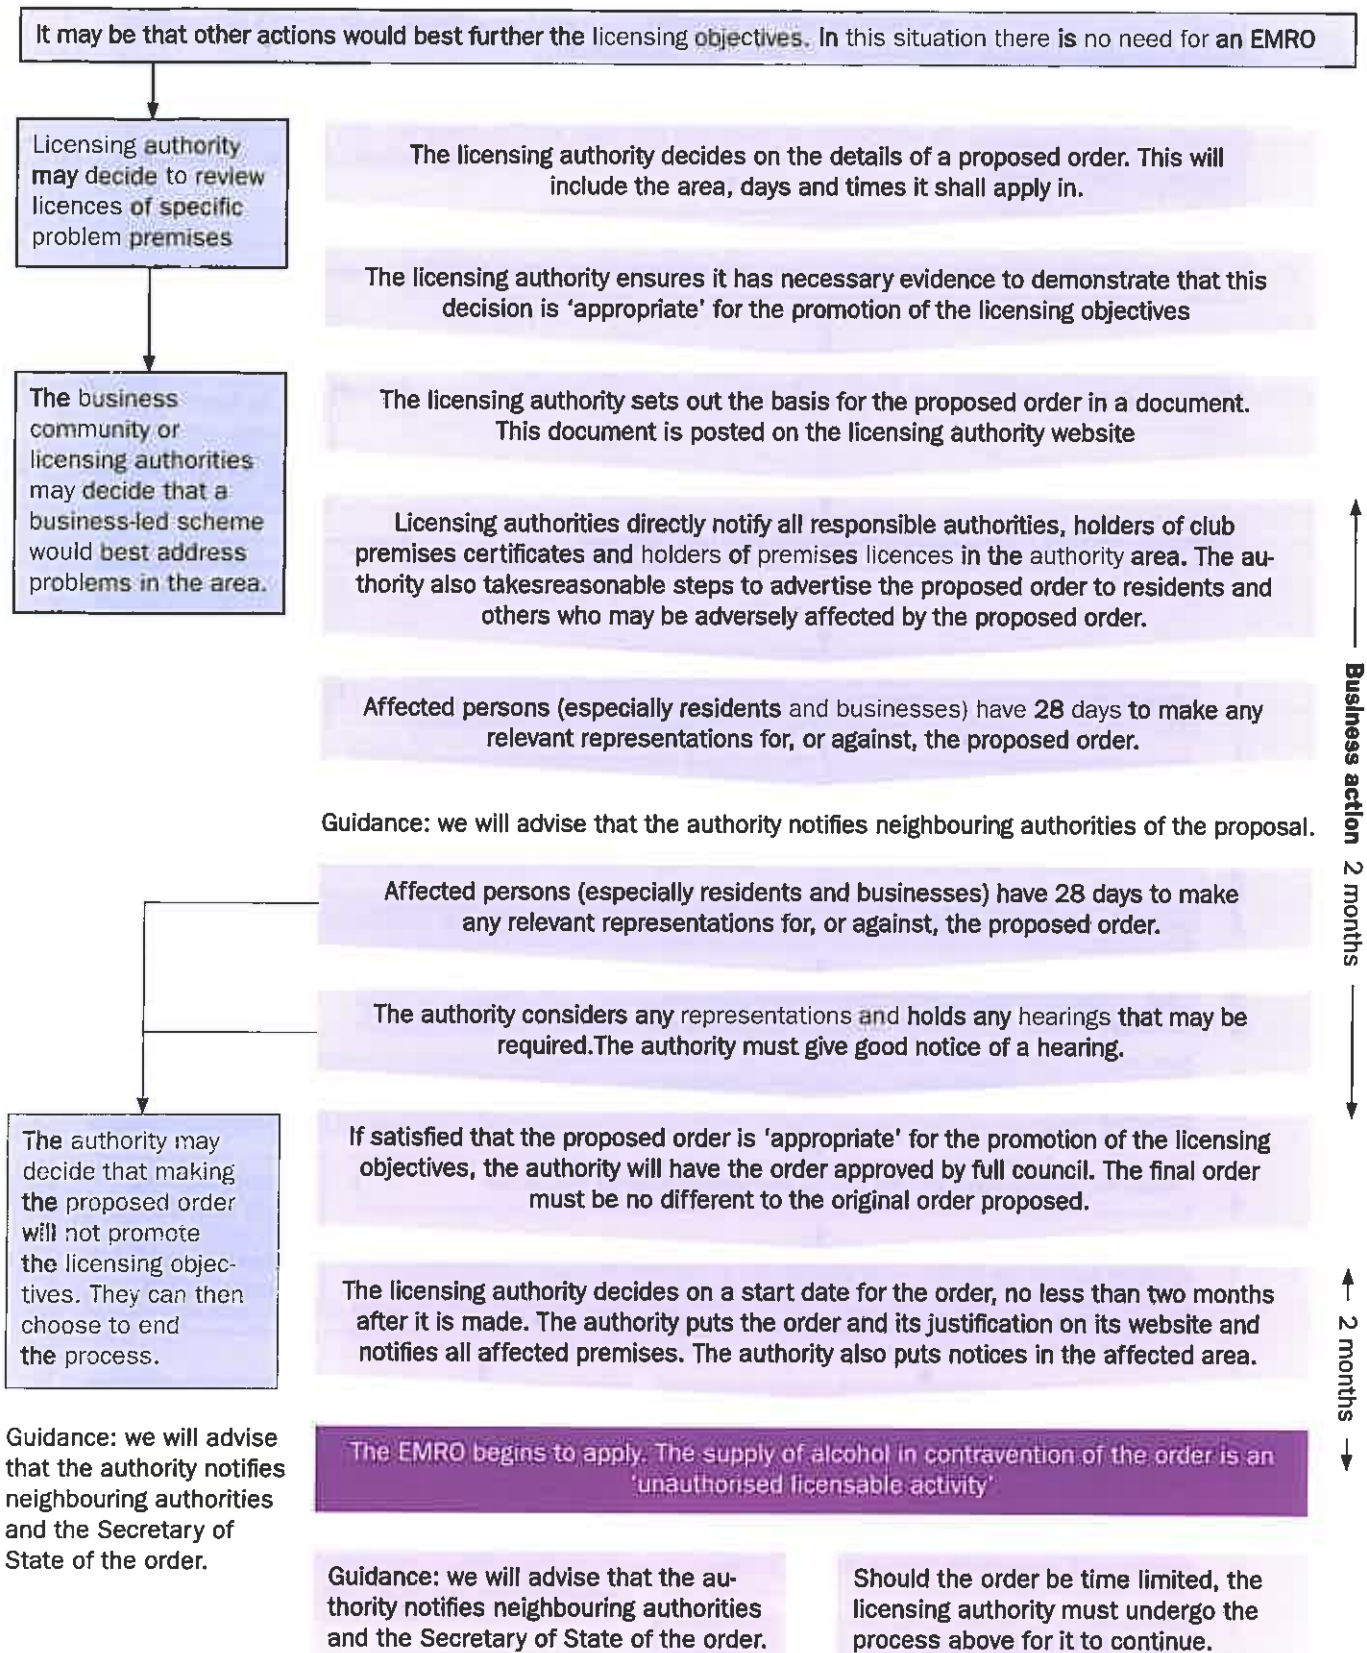 It may be that other actions would best further the licensing objectives. In this situation there is no need for an EMRO
Licensing authority
may decide to review
licences of specific
problem premises
The business
community or
licensing authorities
may decide that a
business-led scheme
would best address
problems in the area.
The licensing authority decides on the details of a proposed order. This will
include the area, days and times it shall apply in.
The licensing authority ensures it has necessary evidence to demonstrate that this
decision is 'appropriate' for the promotion of the licensing objectives
The licensing authority sets out the basis for the proposed order in a document.
This document is posted on the licensing authority website
Licensing authorities directly notify all responsible authorities, holders of club
premises certificates and holders of premises licences in the authority area. The au-
thority also takesreasonable steps to advertise the proposed order to residents and
others who may be adversely affected by the proposed order.
Affected persons (especially residents and businesses) have 28 days to make any
relevant representations for, or against, the proposed order.
Guidance: we will advise that the authority notifies neighbouring authorities of the proposal.
Affected persons (especially residents and businesses) have 28 days to make
any relevant representations for, or against, the proposed order.
The authority considers any representations and holds any hearings that may be
required.The authority must give good notice of a hearing.
Business action 2 months
The authority may
decide that making
the proposed order
will not promote
the licensing objec-
tives. They can then
choose to end
the process.
If satisfied that the proposed order is 'appropriate' for the promotion of the licensing
objectives, the authority will have the order approved by full council. The final order
must be no different to the original order proposed.
The licensing authority decides on a start date for the order, no less than two months
after it is made. The authority puts the order and its justification on its website and
notifies all affected premises. The authority also puts notices in the affected area.
2 months
Guidance: we will advise
that the authority notifies
neighbouring authorities
and the Secretary of
State of the order.
The EMRO begins to apply. The supply of alcohol in contravention of the order is an
'unauthorised licensable activity'
Guidance: we will advise that the au-
thority notifies neighbouring authorities
and the Secretary of State of the order.
Should the order be time limited, the
licensing authority must undergo the
process above for it to continue.